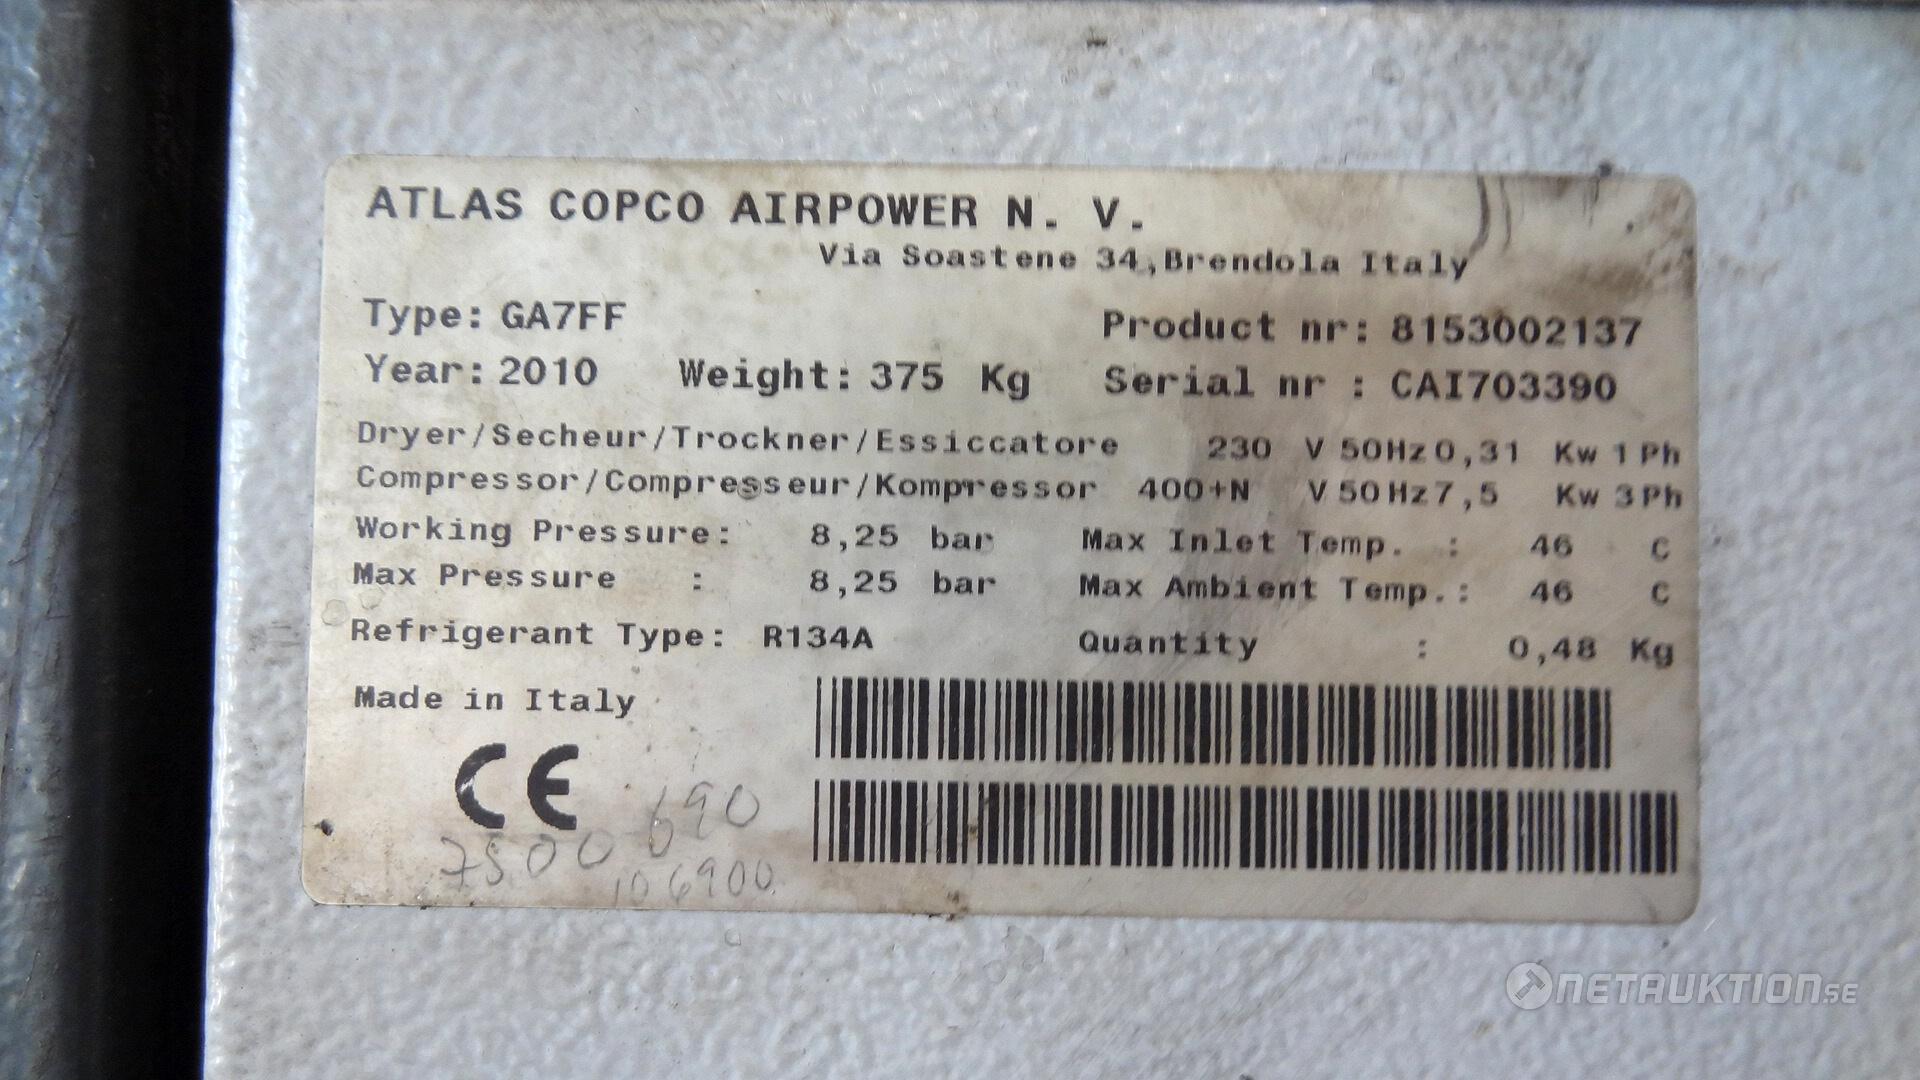 ATLAS COPCO AIRPOWER N. V.
Via Soastene 34,Brendola Italy
Type: GA7FF
Product nr: 8153002137
Year: 2010 Weight: 375 Kg
Serial nr : CAI703390
Dryer/Secheur/Trockner/Essiccatore 230 V 50Hz 0,31 Kw 1Ph
Compressor/Compresseur/Kompressor 400+N V 50Hz 7,5 Kw 3Ph
Working Pressure: 8,25 bar Max Inlet Temp. : 46 C
Max Pressure : 8,25 bar Max Ambient Temp.: 46 C
Refrigerant Type: R134A Quantity : 0,48 Kg
Made in Italy
CE
7500 690
106900
NETAUKTION.SE